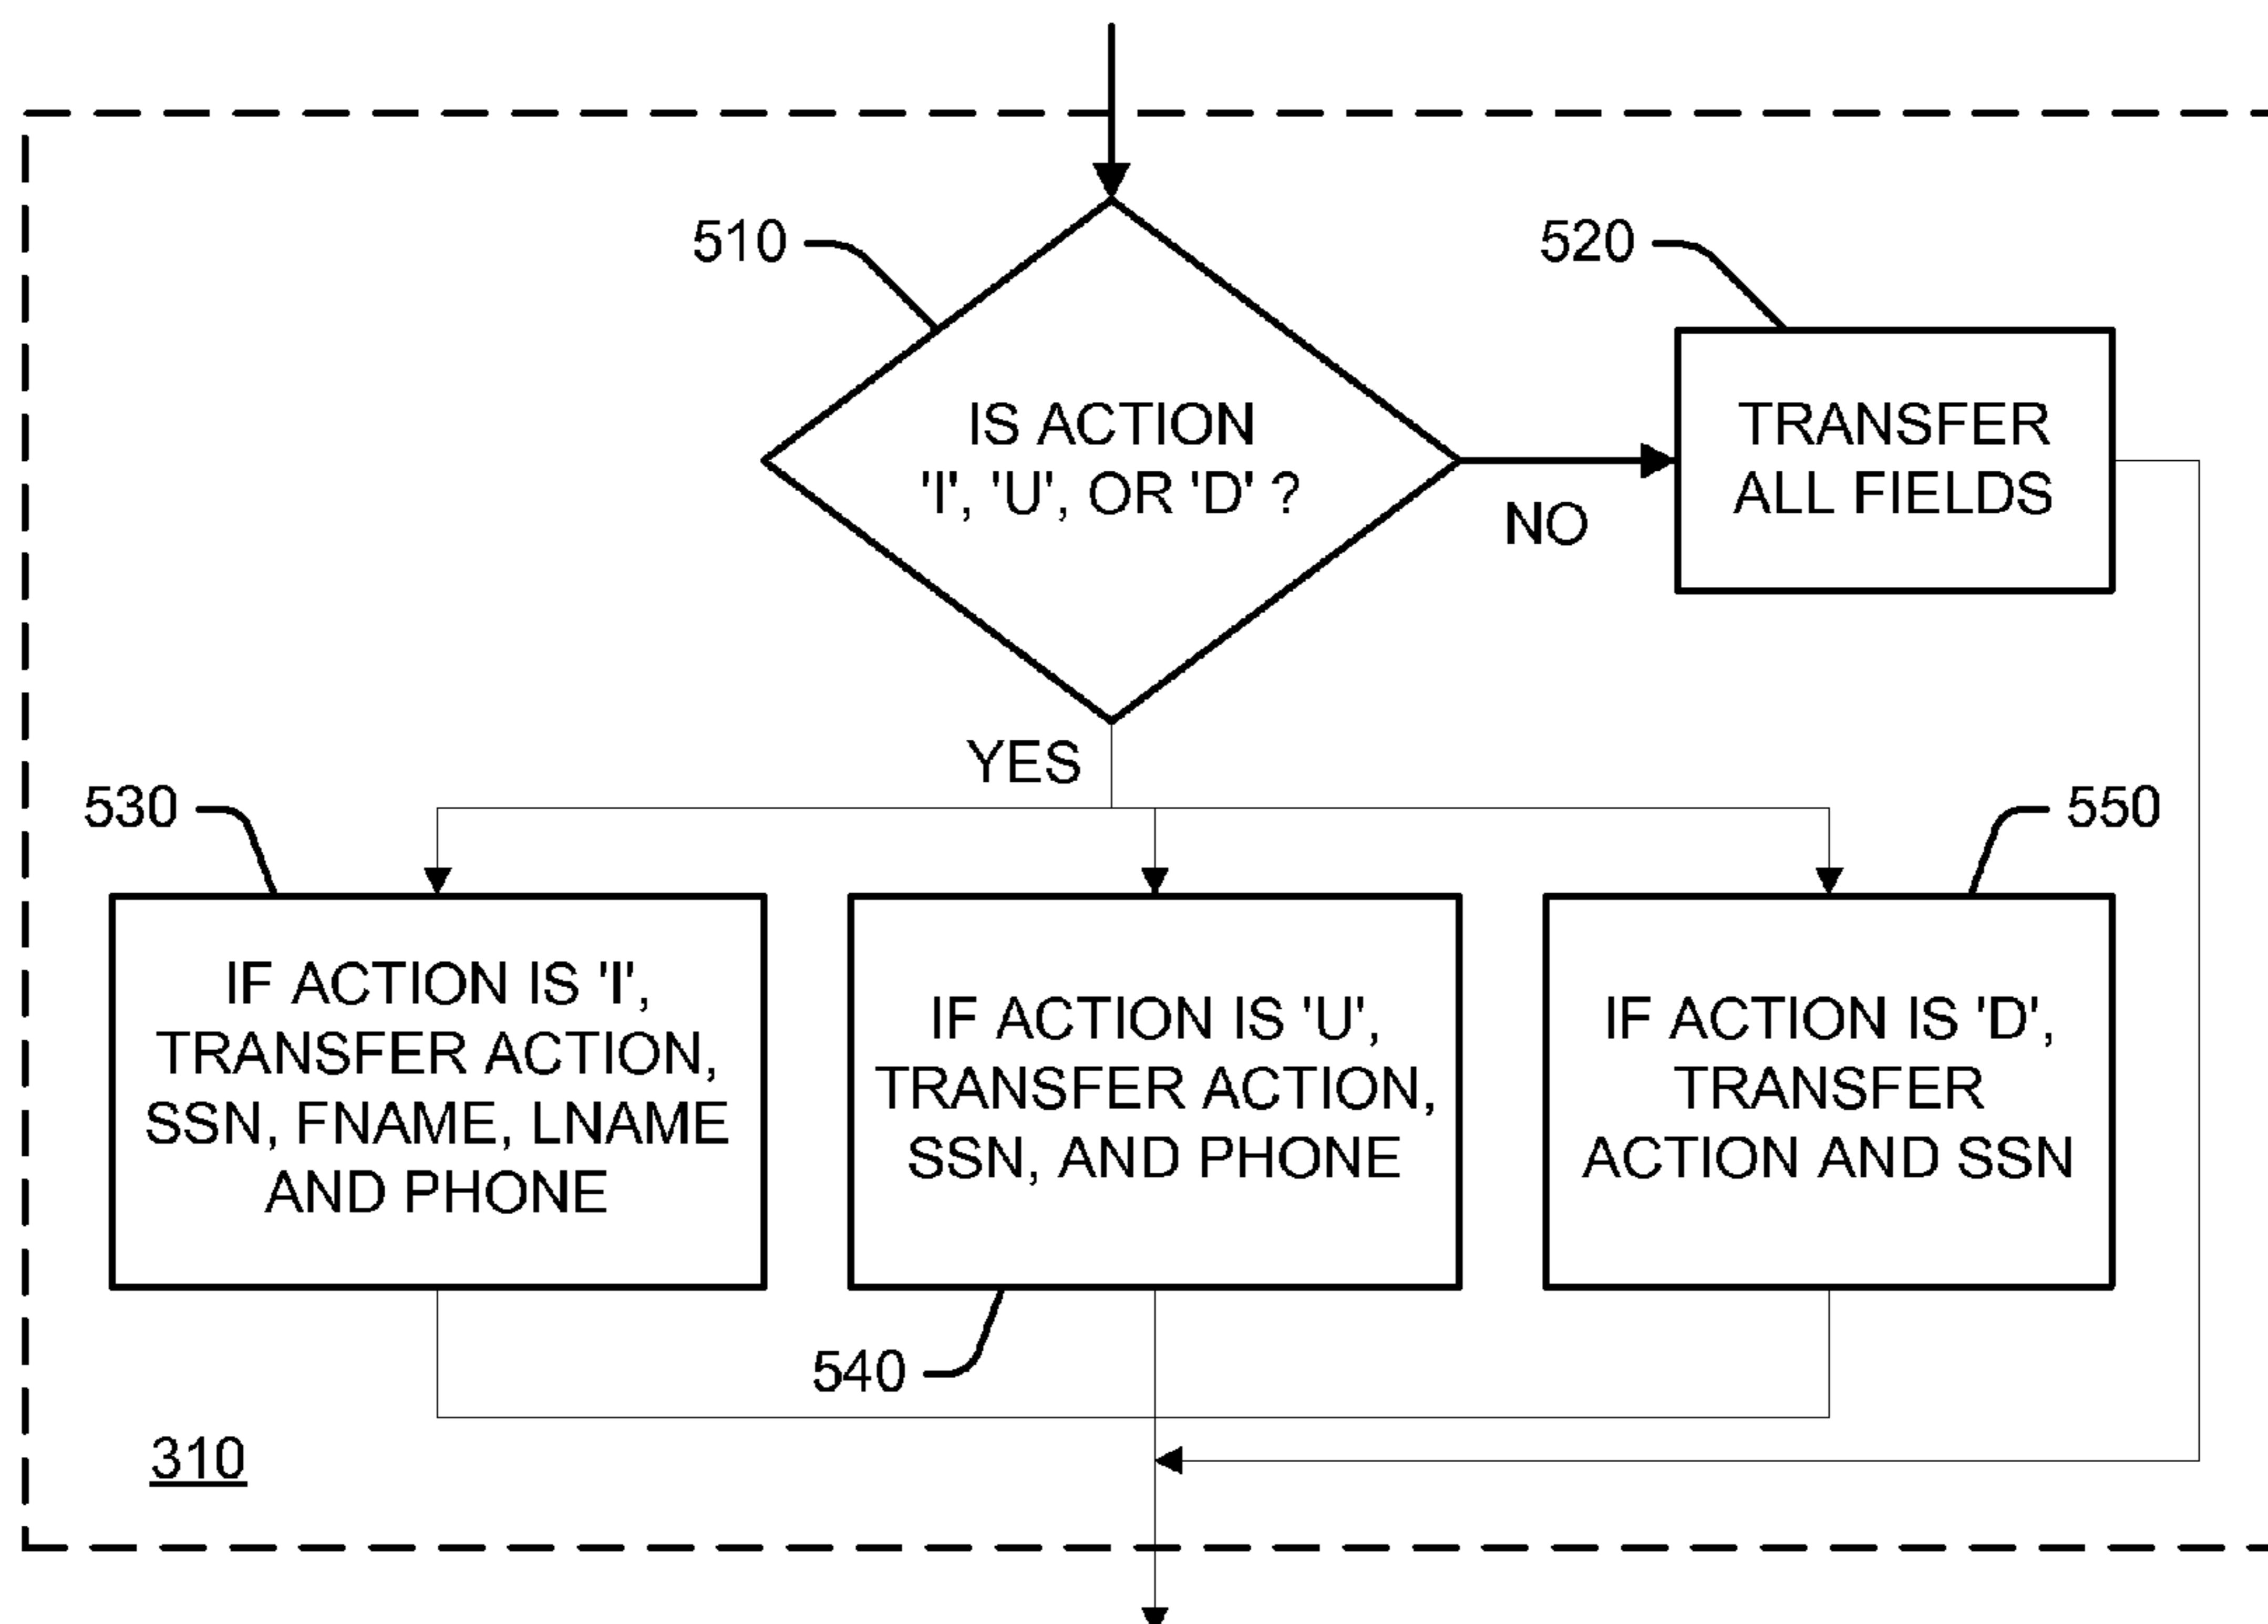 510
520
IS ACTION
'I', 'U', OR 'D' ?
TRANSFER
ALL FIELDS
NO
YES
530
550
IF ACTION IS 'I',
TRANSFER ACTION,
SSN, FNAME, LNAME
AND PHONE
IF ACTION IS 'U',
TRANSFER ACTION,
SSN, AND PHONE
IF ACTION IS 'D',
TRANSFER
ACTION AND SSN
540
310